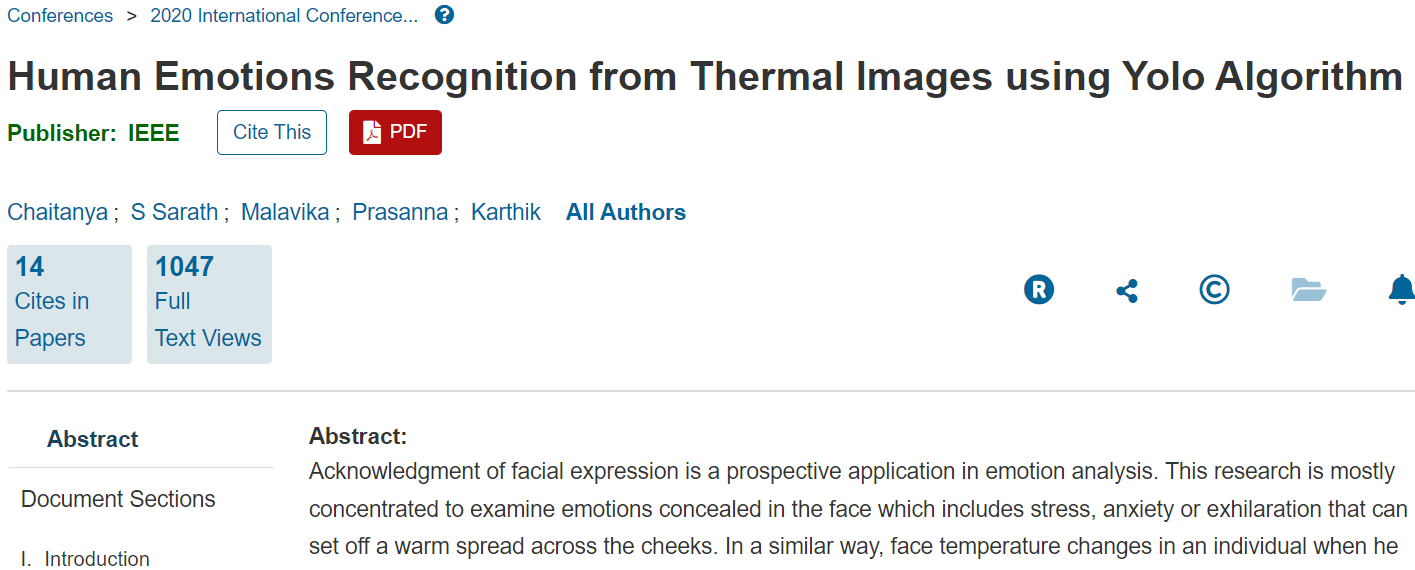 Conferences > 2020 International Conference... ?
Human Emotions Recognition from Thermal Images using Yolo Algorithm
Publisher: IEEE Cite This PDF
Chaitanya ; S Sarath ; Malavika ; Prasanna ; Karthik All Authors
14
Cites in
Papers
1047
Full
Text Views
R ©
Abstract
Document Sections
I. Introduction
Abstract:
Acknowledgment of facial expression is a prospective application in emotion analysis. This research is mostly
concentrated to examine emotions concealed in the face which includes stress, anxiety or exhilaration that can
set off a warm spread across the cheeks. In a similar way, face temperature changes in an individual when he